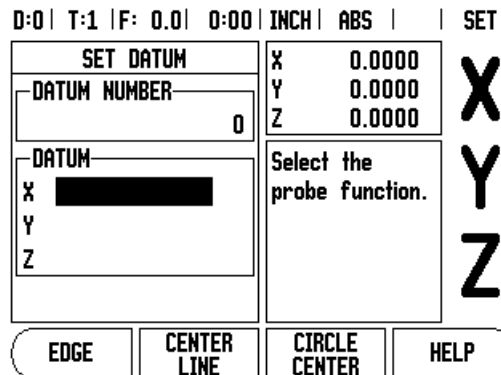 D:0 | T:1 | F: 0.0 | 0:00 | INCH | ABS | | SET
SET DATUM
DATUM NUMBER
0
DATUM
X
Y
Z
X 0.0000
Y 0.0000
Z 0.0000
Select the
probe function.
X
Y
Z
EDGE
CENTER
LINE
CIRCLE
CENTER
HELP